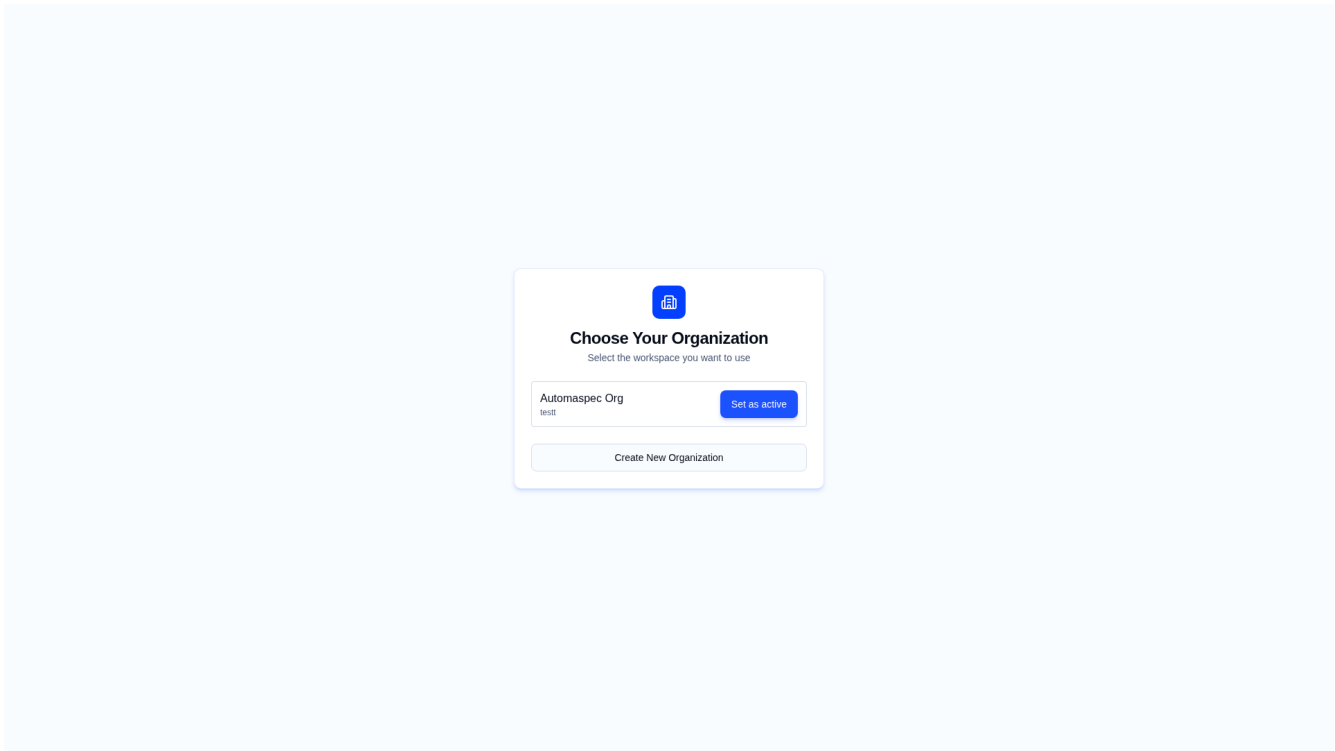 Choose Your Organization
Select the workspace you want to use
Automaspec Org
testt
Set as active
Create New Organization